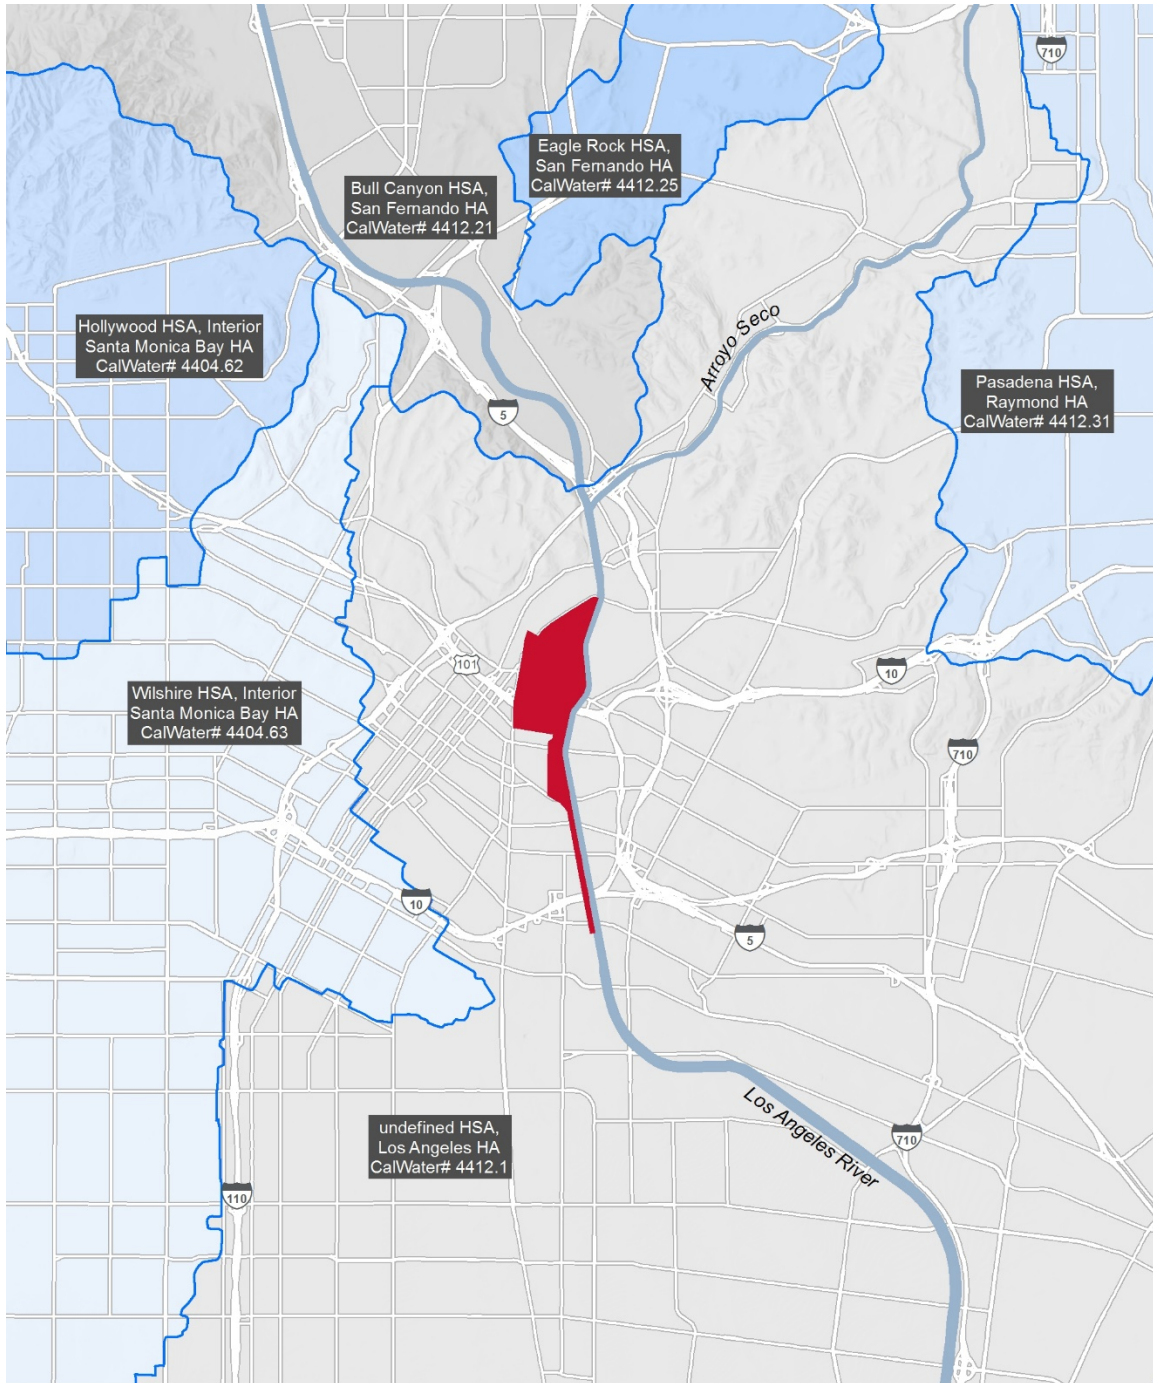 710
Eagle Rock HSA,
San Fernando HA
CalWater# 4412.25
Bull Canyon HSA,
San Fernando HA
CalWater# 4412.21
Hollywood HSA, Interior
Santa Monica Bay HA
CalWater# 4404.62
Arroyo Seco
5
Pasadena HSA,
Raymond HA
CalWater# 4412.31
101
10
Wilshire HSA, Interior
Santa Monica Bay HA
CalWater# 4404.63
710
10
5
undefined HSA,
Los Angeles HA
CalWater# 4412.1
Los Angeles River
710
110